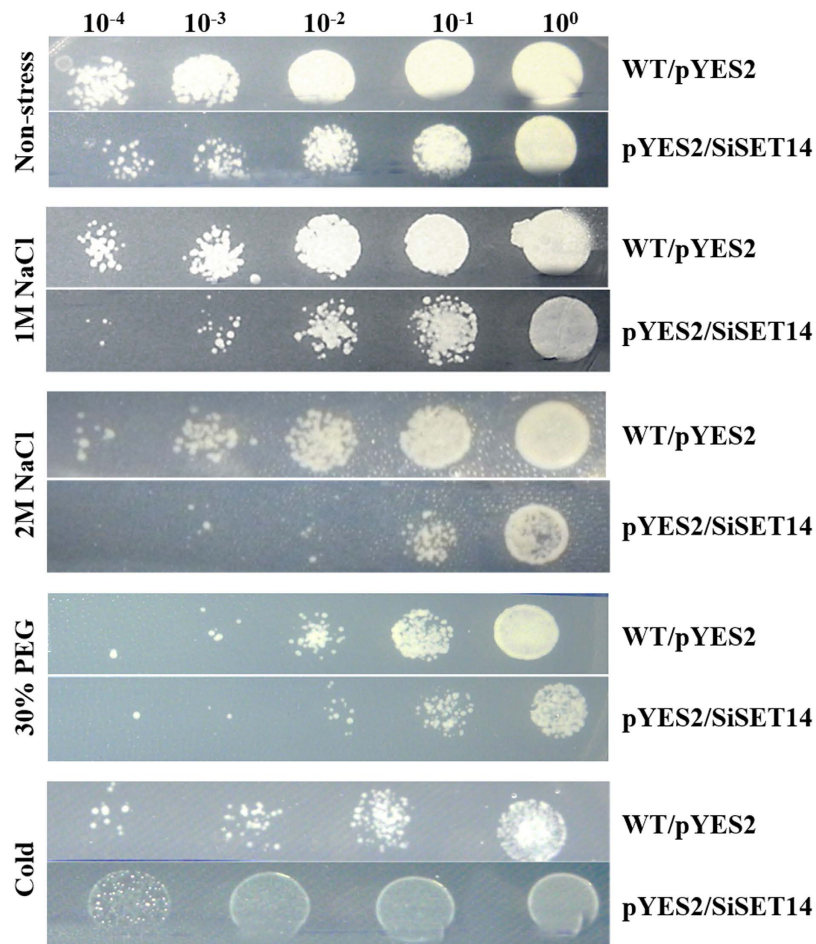 10⁻⁴ 10⁻³ 10⁻² 10⁻¹ 10⁰
Non-stress
WT/pYES2
pYES2/SiSET14
1M NaCl
WT/pYES2
pYES2/SiSET14
2M NaCl
WT/pYES2
pYES2/SiSET14
30% PEG
WT/pYES2
pYES2/SiSET14
Cold
WT/pYES2
pYES2/SiSET14